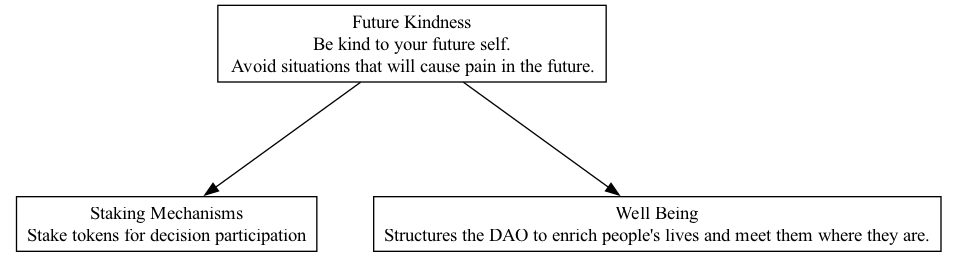 Future Kindness
Be kind to your future self.
Avoid situations that will cause pain in the future.
Staking Mechanisms
Stake tokens for decision participation
Well Being
Structures the DAO to enrich people's lives and meet them where they are.